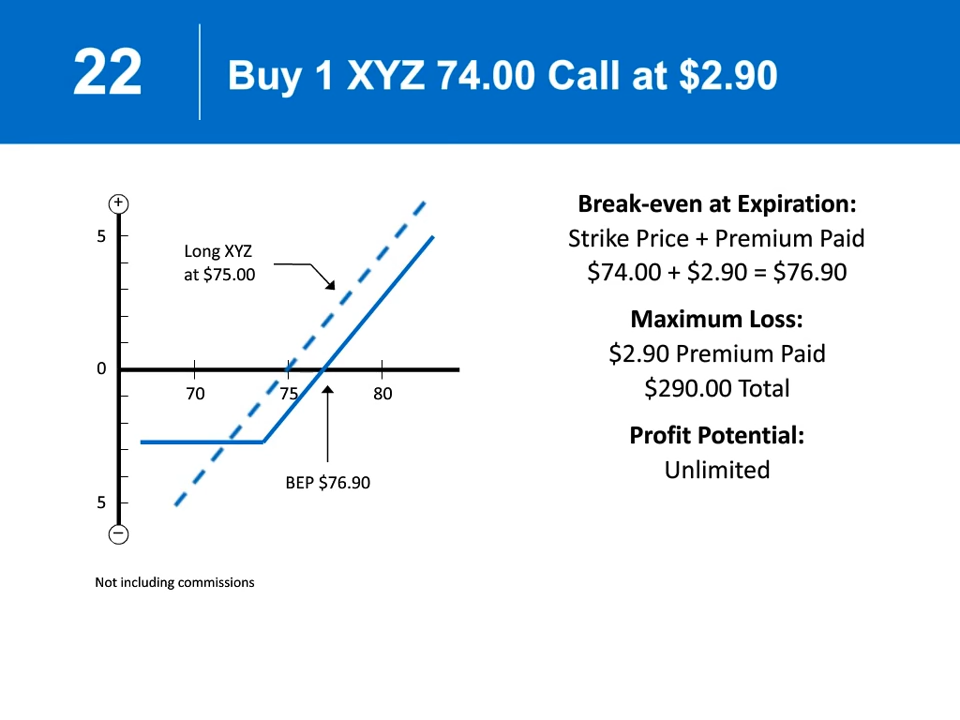 22
Buy 1 XYZ 74.00 Call at $2.90
+
5
Long XYZ
at $75.00
0
70
75
80
BEP $76.90
5
−
Not including commissions
Break-even at Expiration:
Strike Price + Premium Paid
$74.00 + $2.90 = $76.90
Maximum Loss:
$2.90 Premium Paid
$290.00 Total
Profit Potential:
Unlimited